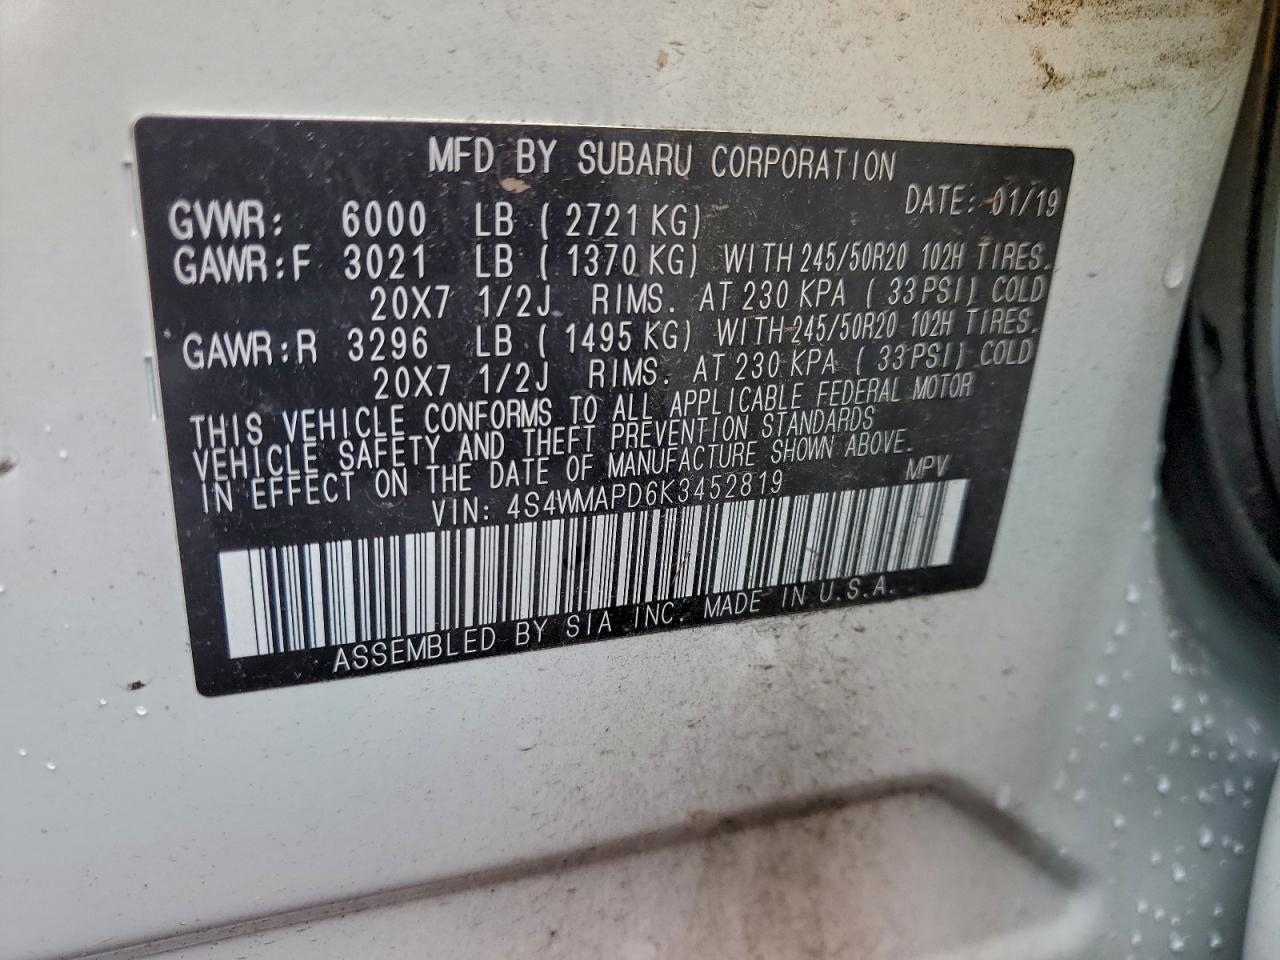 MFD BY SUBARU CORPORATION
DATE: 01/19
GVWR: 6000 LB ( 2721 KG)
GAWR:F 3021 LB ( 1370 KG) WITH 245/50R20 102H TIRES.
20X7 1/2J RIMS. AT 230 KPA ( 33PSI) COLD
GAWR:R 3296 LB ( 1495 KG) WITH 245/50R20 102H TIRES.
20X7 1/2J RIMS. AT 230 KPA ( 33PSI) COLD
THIS VEHICLE CONFORMS TO ALL APPLICABLE FEDERAL MOTOR
VEHICLE SAFETY AND THEFT PREVENTION STANDARDS
IN EFFECT ON THE DATE OF MANUFACTURE SHOWN ABOVE.
VIN: 4S4WMAPD6K3452819 MPV
ASSEMBLED BY SIA INC. MADE IN U.S.A.